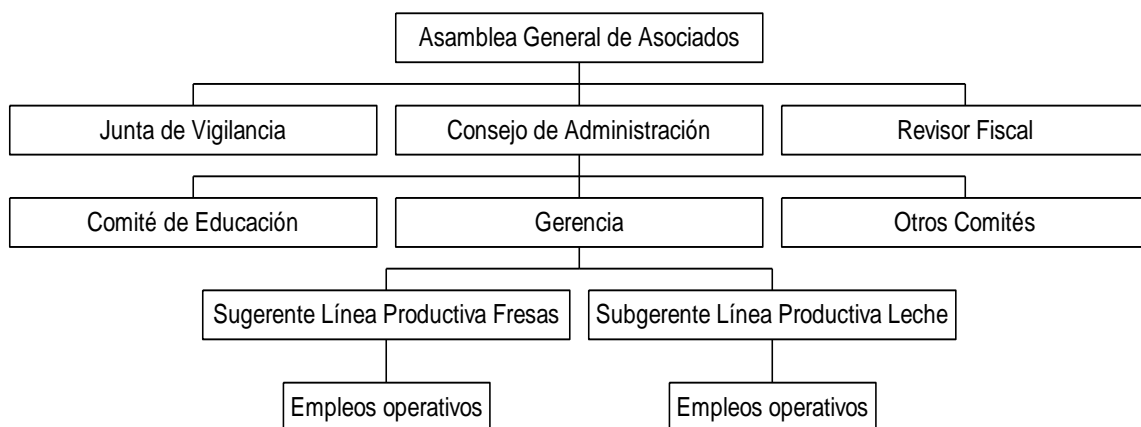 Asamblea General de Asociados
Junta de Vigilancia
Consejo de Administración
Revisor Fiscal
Comité de Educación
Gerencia
Otros Comités
Sugerente Línea Productiva Fresas
Subgerente Línea Productiva Leche
Empleos operativos
Empleos operativos